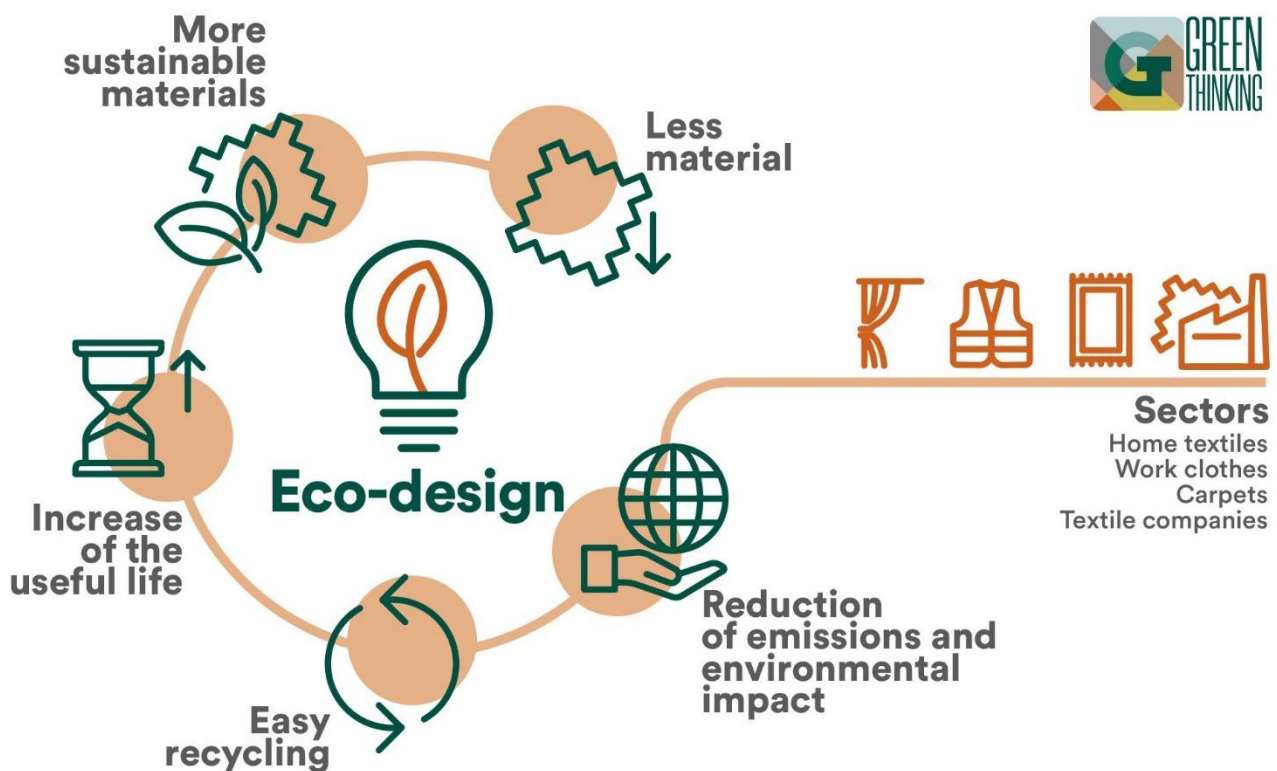 More
sustainable
materials
Less
material
GREEN
THINKING
Eco-design
Increase
of the
useful life
Easy
recycling
Reduction
of emissions and
environmental
impact
Sectors
Home textiles
Work clothes
Carpets
Textile companies